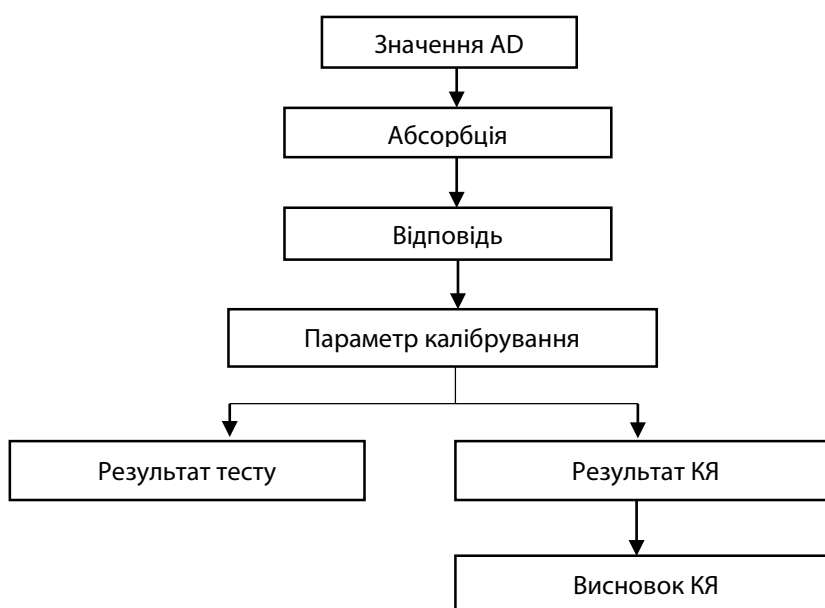 Значення AD
Абсорбція
Відповідь
Параметр калібрування
Результат тесту
Результат КЯ
Висновок КЯ